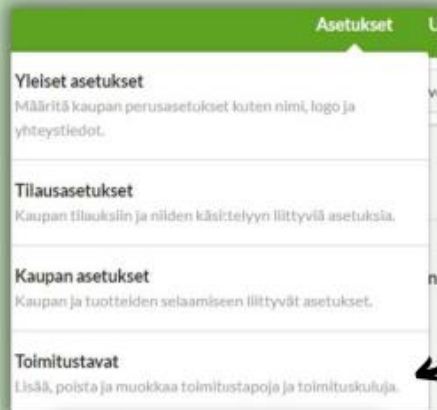 Asetukset U
Yleiset asetukset
Määritä kaupan perusasetukset kuten nimi, logo ja
yhteystiedot.
Tilausasetukset
Kaupan tilauksiin ja niiden käsittelyyn liittyviä asetuksia.
Kaupan asetukset
Kaupan ja tuotteiden selaamiseen liittyvät asetukset.
Toimitustavat
Lisää, poista ja muokkaa toimitustapoja ja toimituskuluja.